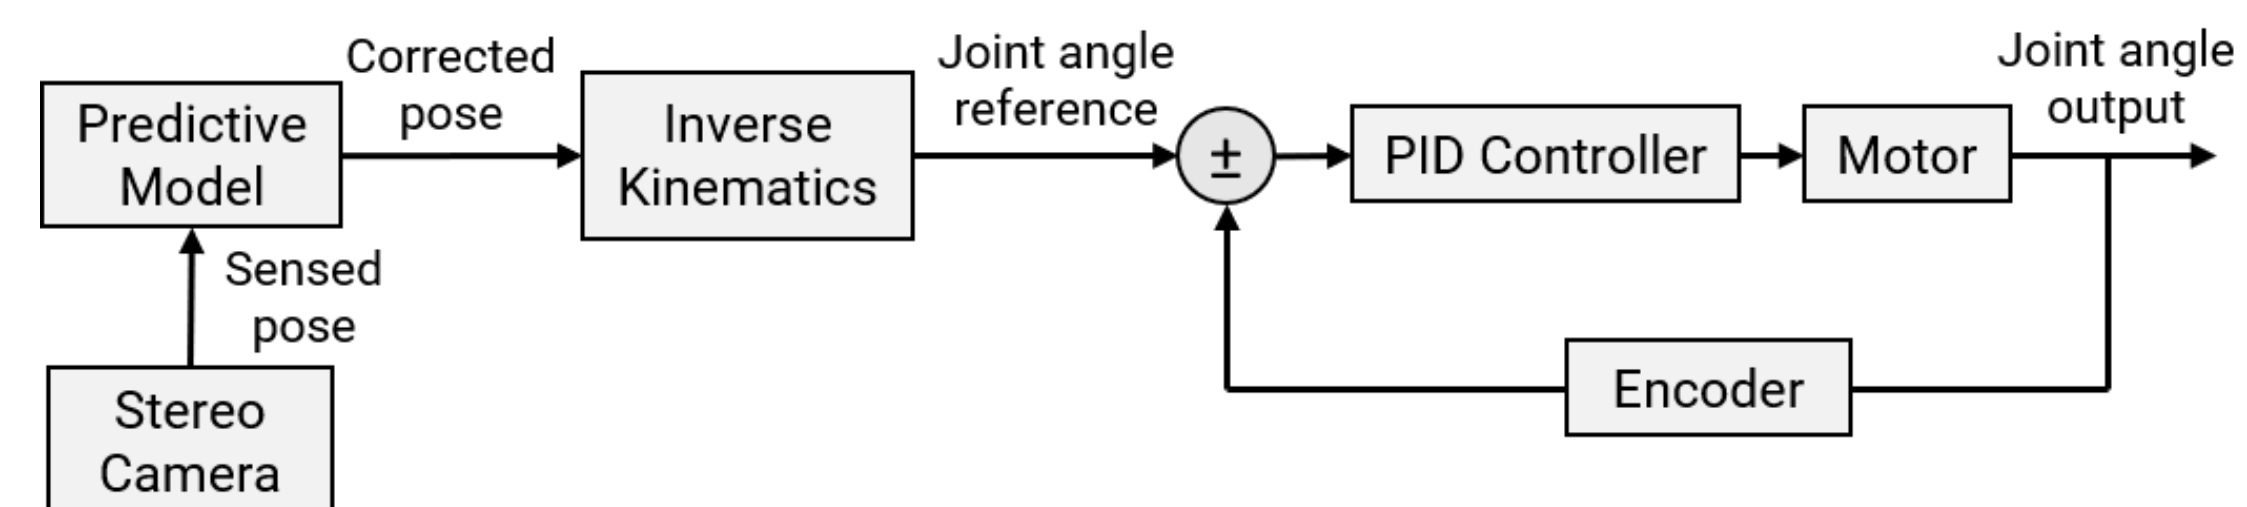 Corrected
pose
Joint angle
reference
Joint angle
output
Predictive
Model
Inverse
Kinematics
±
PID Controller
Motor
Sensed
pose
Encoder
Stereo
Camera